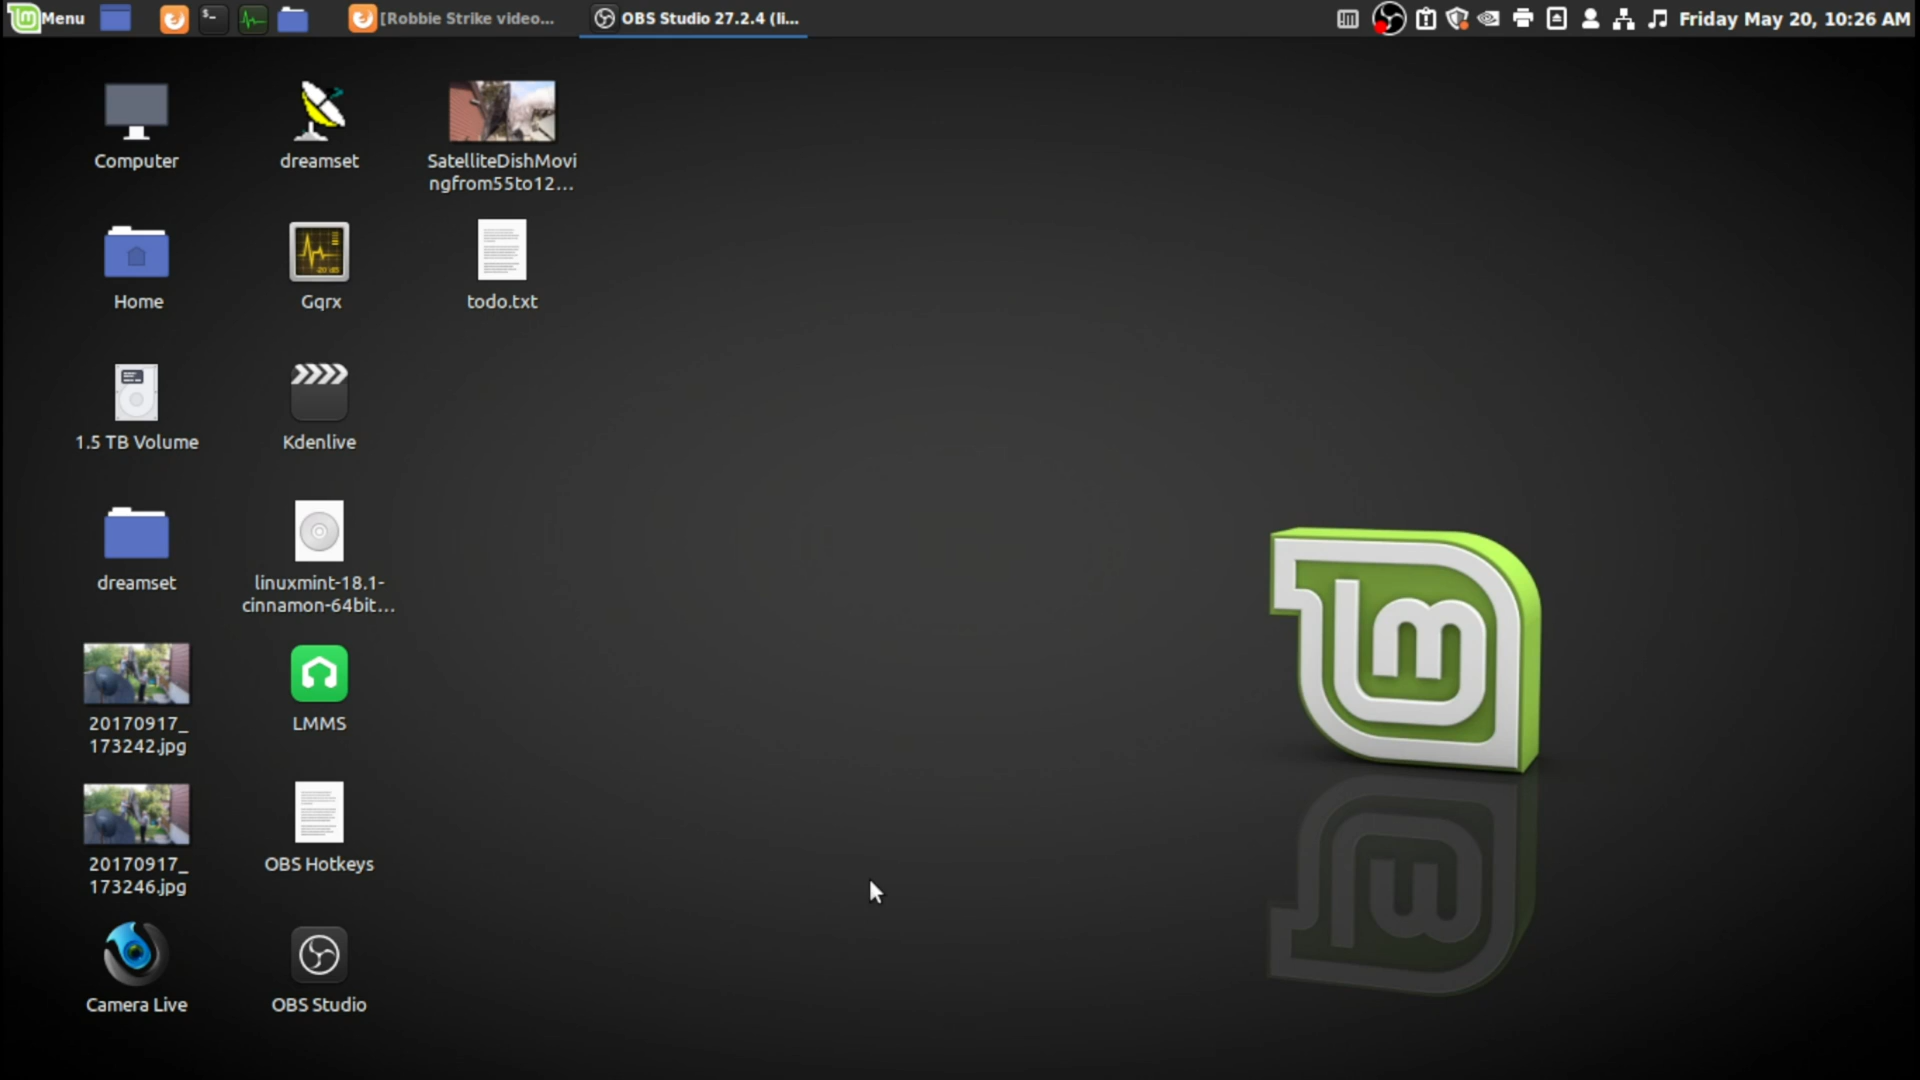 Menu
[Robbie Strike video...
OBS Studio 27.2.4 (li...
Friday May 20, 10:26 AM
Computer
dreamset
SatelliteDishMovi
ngfrom55to12...
Home
Gqrx
todo.txt
1.5 TB Volume
Kdenlive
dreamset
linuxmint-18.1-
cinnamon-64bit...
20170917_
173242.jpg
LMMS
20170917_
173246.jpg
OBS Hotkeys
Camera Live
OBS Studio